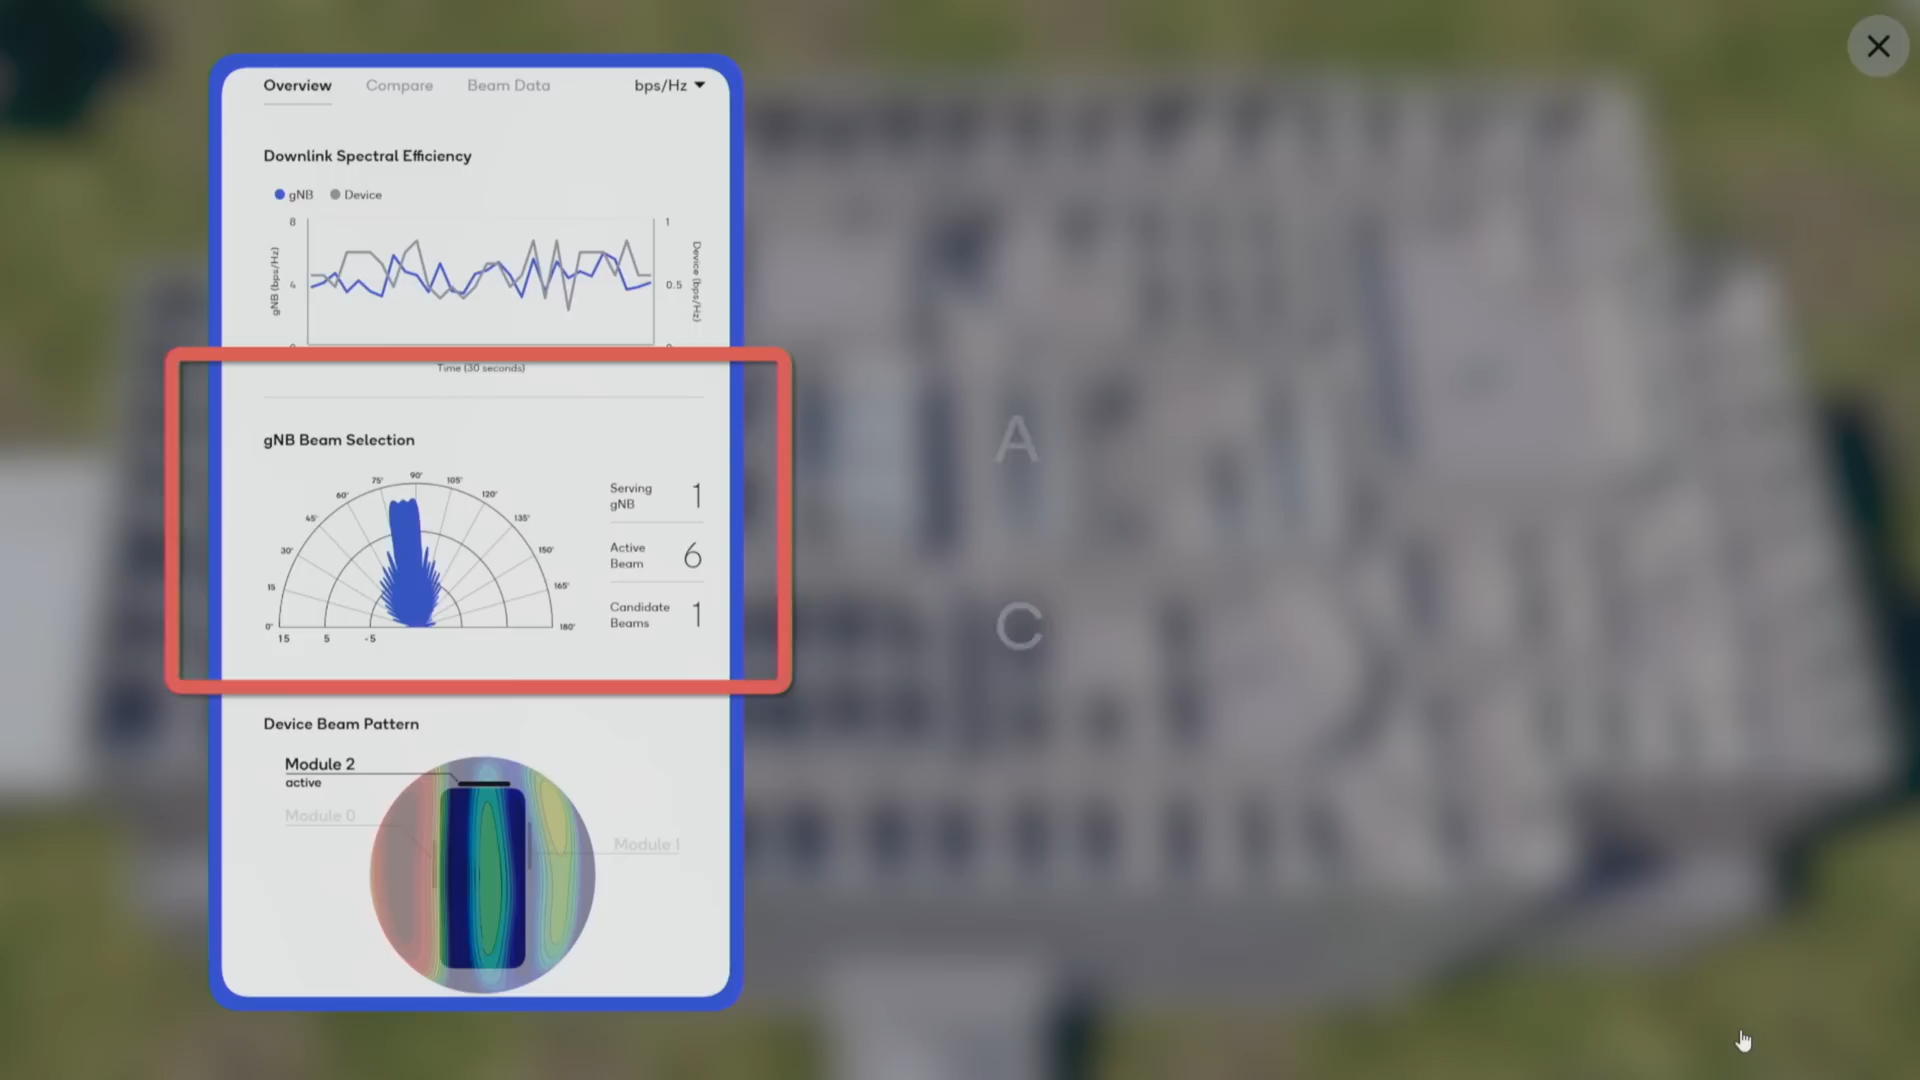 Overview Compare Beam Data bps/Hz
Downlink Spectral Efficiency
gNB Device
8 1
gNB (bps/Hz)
4 0.5
Device (bps/Hz)
Time (30 seconds)
gNB Beam Selection
0° 15 30° 45° 60° 75° 90° 105° 120° 135° 150° 165° 180°
15 5 -5
Serving
gNB 1
Active
Beam 6
Candidate
Beams 1
Device Beam Pattern
Module 2
active
Module 0
Module 1
A
C